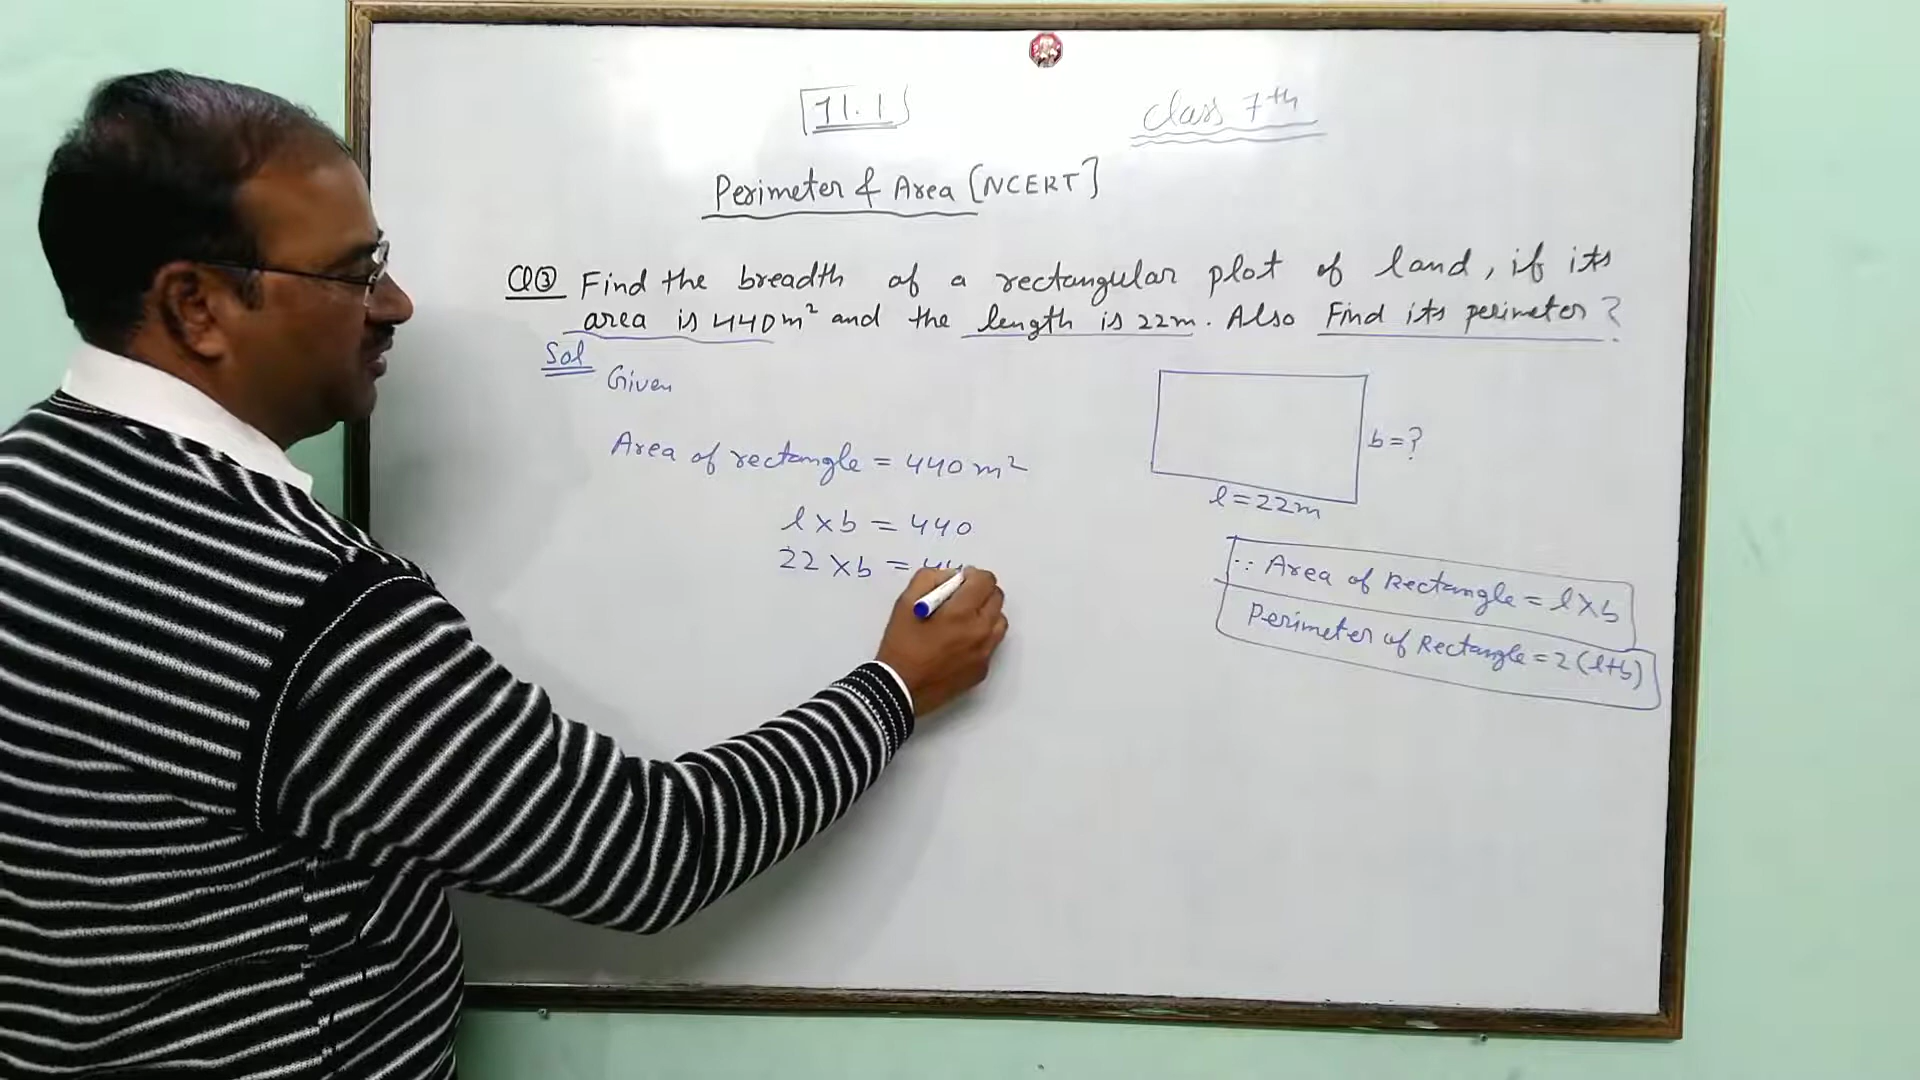 11.1
class 7th
Perimeter & Area [NCERT]
Q③ Find the breadth of a rectangular plot of land, if its
area is 440m² and the length is 22m. Also Find its perimeter?
Sol
Given
Area of rectangle = 440 m²
l×b = 440
22×b = 44
b=?
l=22m
∵ Area of Rectangle = l×b
Perimeter of Rectangle = 2(l+b)